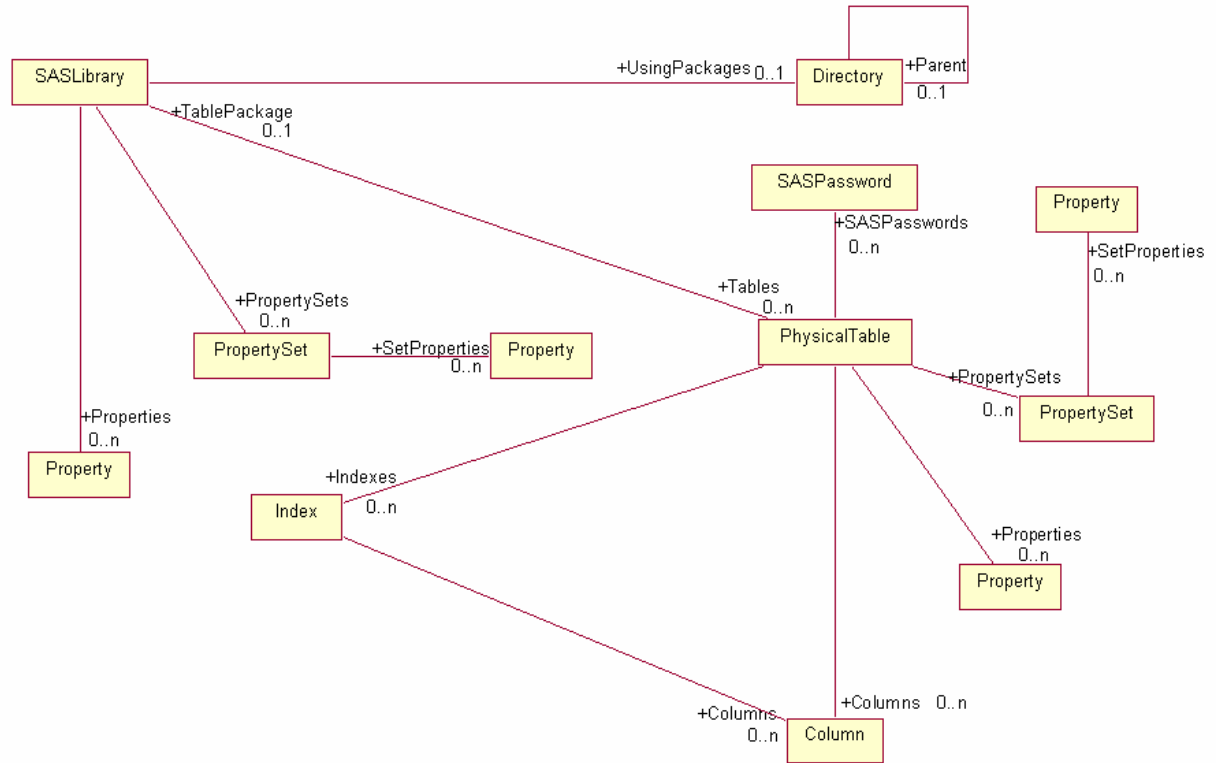 SASLibrary
+UsingPackages 0..1
Directory
+Parent
0..1
+TablePackage
0..1
SASPassword
+SASPasswords
0..n
Property
+SetProperties
0..n
+Tables
0..n
PhysicalTable
+PropertySets
0..n
PropertySet
+SetProperties
0..n
Property
+PropertySets
0..n
PropertySet
+Properties
0..n
Property
+Indexes
0..n
Index
+Properties
0..n
Property
+Columns 0..n
+Columns
0..n
Column